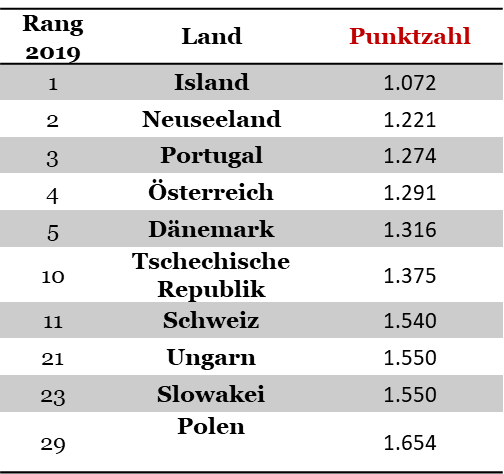 Rang 2019 Land Punktzahl
1 Island 1.072
2 Neuseeland 1.221
3 Portugal 1.274
4 Österreich 1.291
5 Dänemark 1.316
10 Tschechische Republik 1.375
11 Schweiz 1.540
21 Ungarn 1.550
23 Slowakei 1.550
29 Polen 1.654